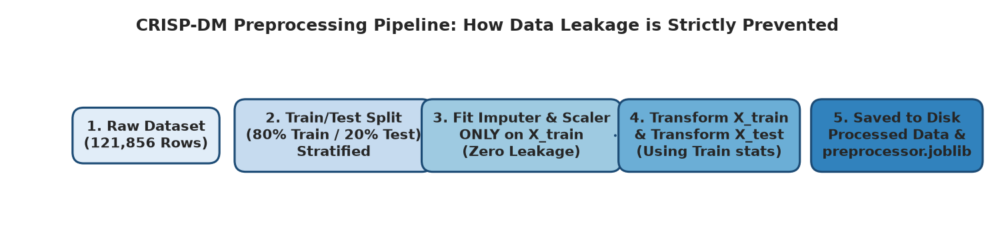 CRISP-DM Preprocessing Pipeline: How Data Leakage is Strictly Prevented
1. Raw Dataset
(121,856 Rows)
2. Train/Test Split
(80% Train / 20% Test)
Stratified
3. Fit Imputer & Scaler
ONLY on X_train
(Zero Leakage)
4. Transform X_train
& Transform X_test
(Using Train stats)
5. Saved to Disk
Processed Data &
preprocessor.joblib